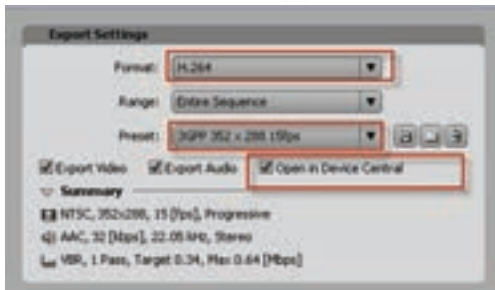 Export Settings
Format: H.264
Range: Entire Sequence
Preset: 3GPP 352 x 288 15fps
Export Video Export Audio Open in Device Central
Summary
NTSC, 352x288, 15 [fps], Progressive
AAC, 32 [kbps], 22.05 kHz, Stereo
VBR, 1 Pass, Target 0.34, Max 0.64 [Mbps]